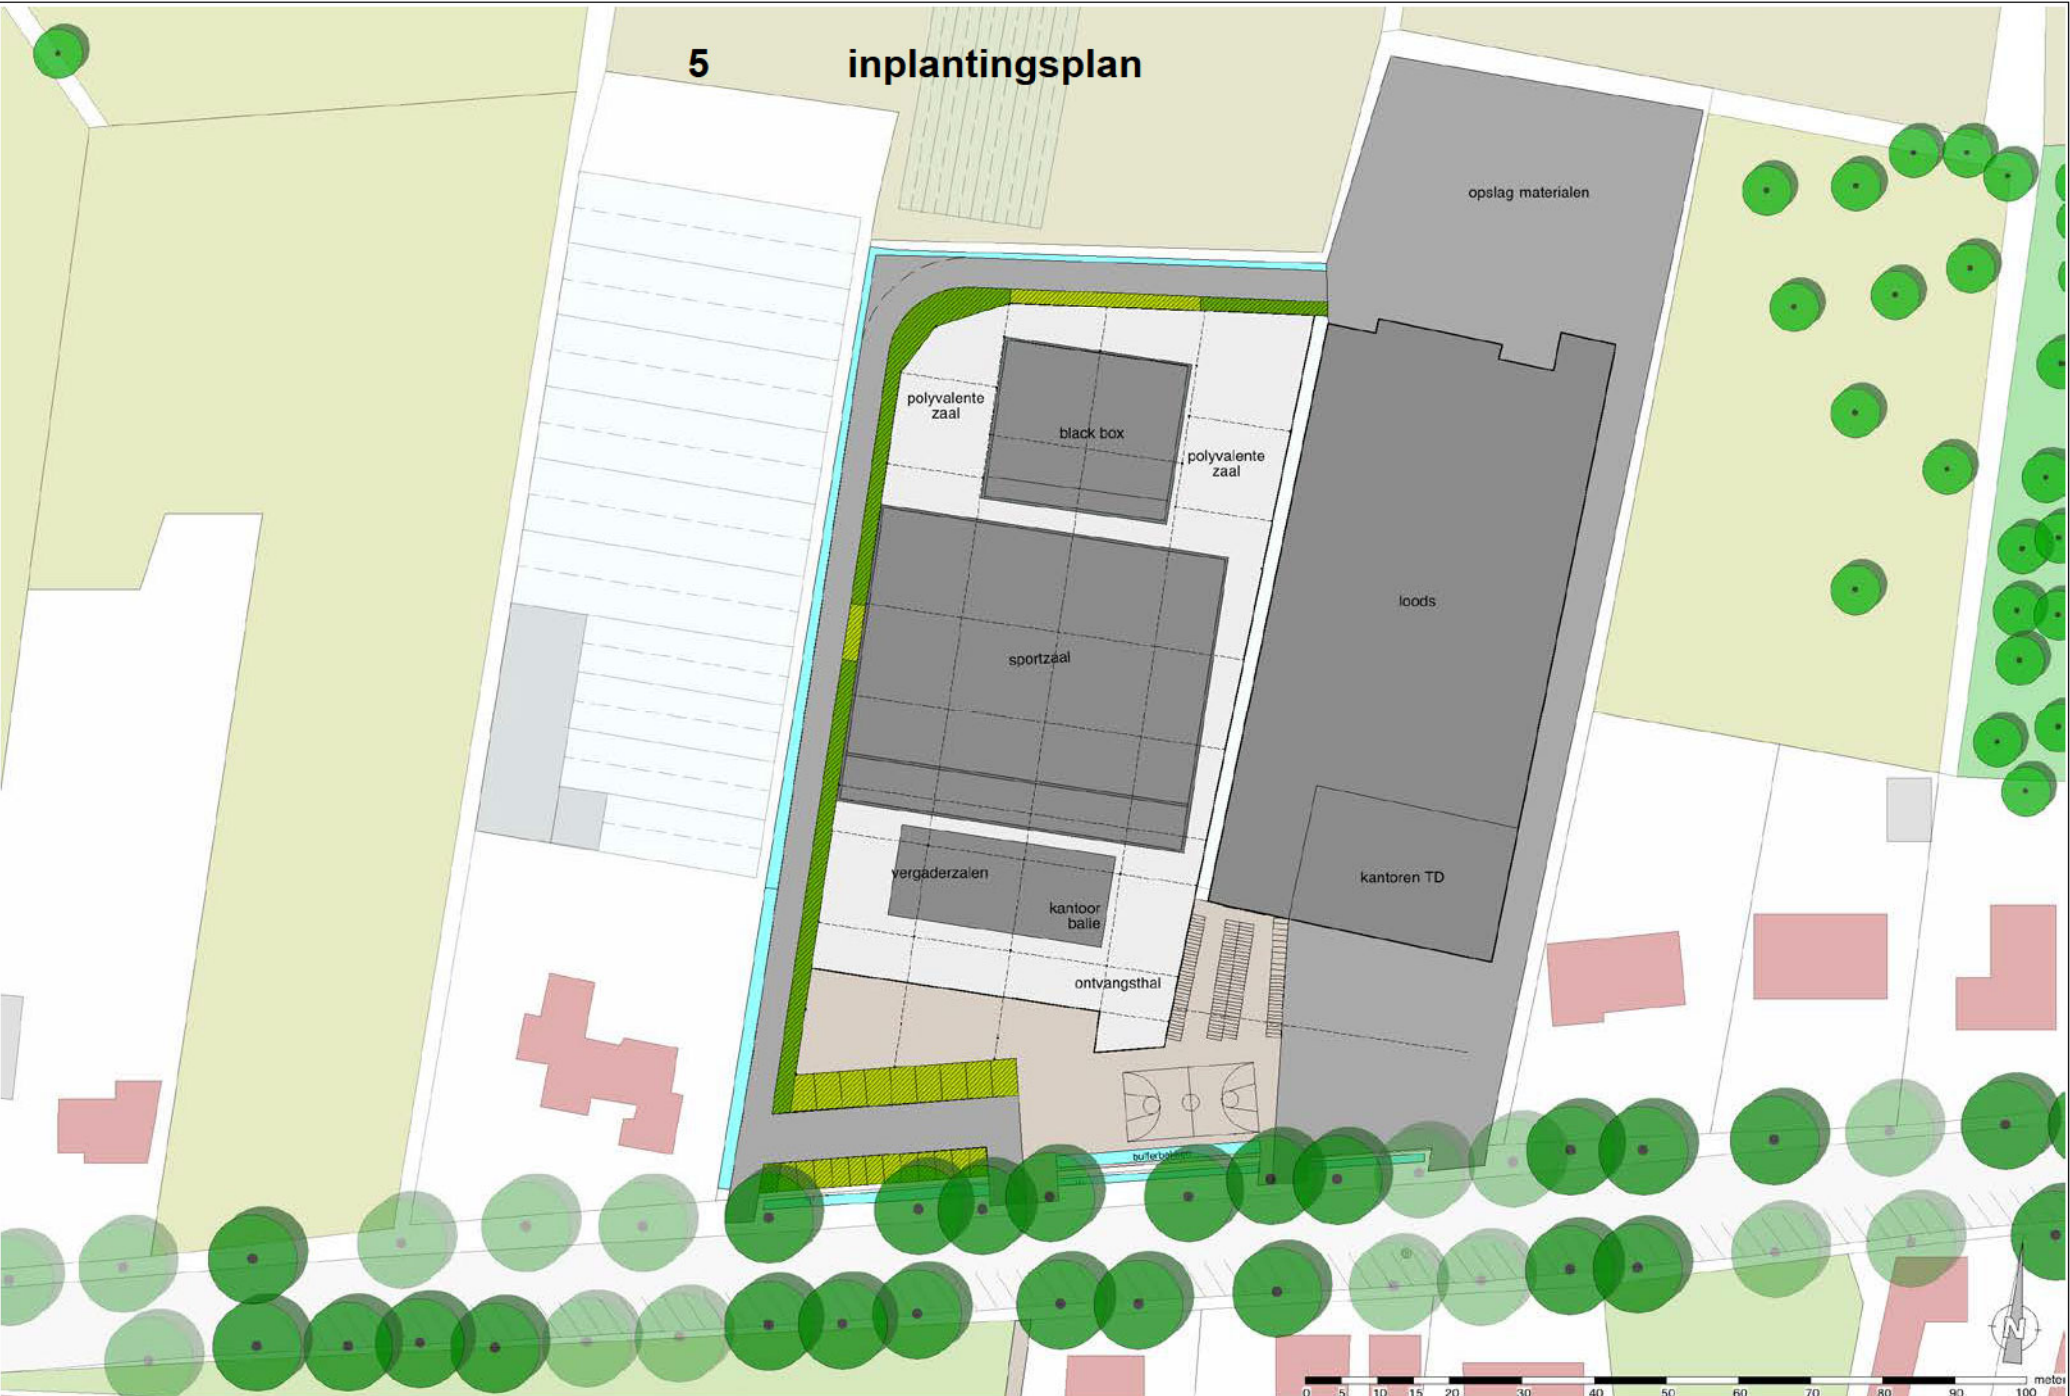 5 inplantingsplan
opslag materialen
polyvalente
zaal
black box
polyvalente
zaal
loods
sportzaal
vergaderzalen
kantoor
balie
kantoren TD
ontvangsthal
N
meter
0 5 10 15 20 30 40 50 60 70 80 90 100